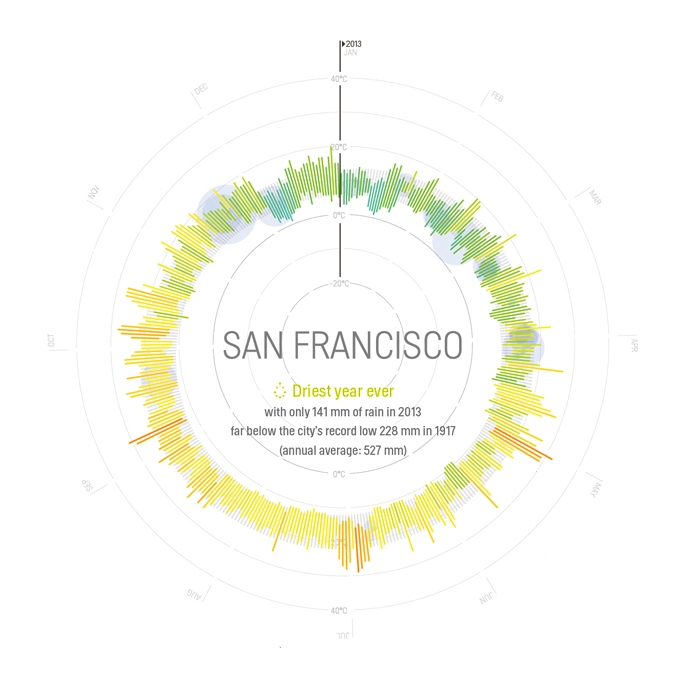 2013
JAN
40°C
DEC
FEB
20°C
NOV
MAR
0°C
-20°C
OCT
SAN FRANCISCO
APR
Driest year ever
with only 141 mm of rain in 2013
far below the city's record low 228 mm in 1917
(annual average: 527 mm)
0°C
SEP
MAY
AUG
JUN
40°C
JUL